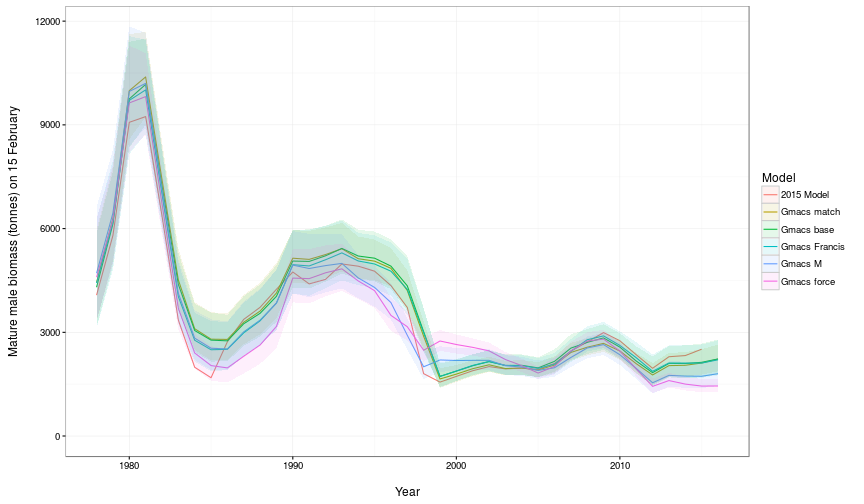 Mature male biomass (tonnes) on 15 February
12000
9000
6000
3000
0
1980
1990
2000
2010
Year
Model
2015 Model
Gmacs match
Gmacs base
Gmacs Francis
Gmacs M
Gmacs force